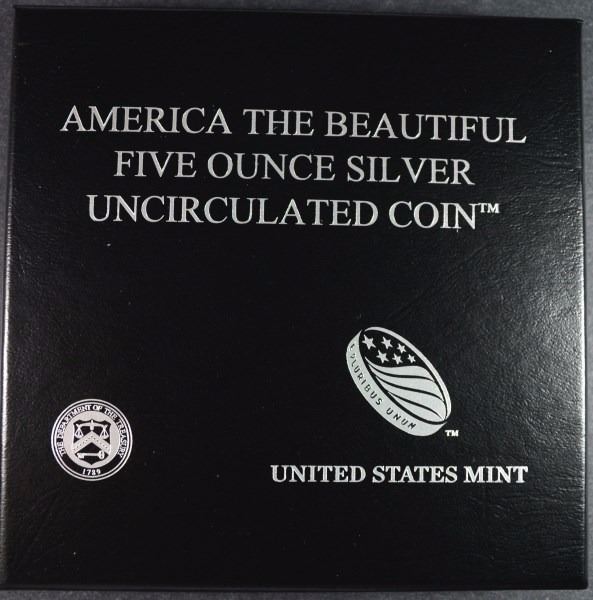 AMERICA THE BEAUTIFUL
FIVE OUNCE SILVER
UNCIRCULATED COIN™
E PLURIBUS UNUM
™
THE DEPARTMENT OF THE TREASURY
1789
UNITED STATES MINT